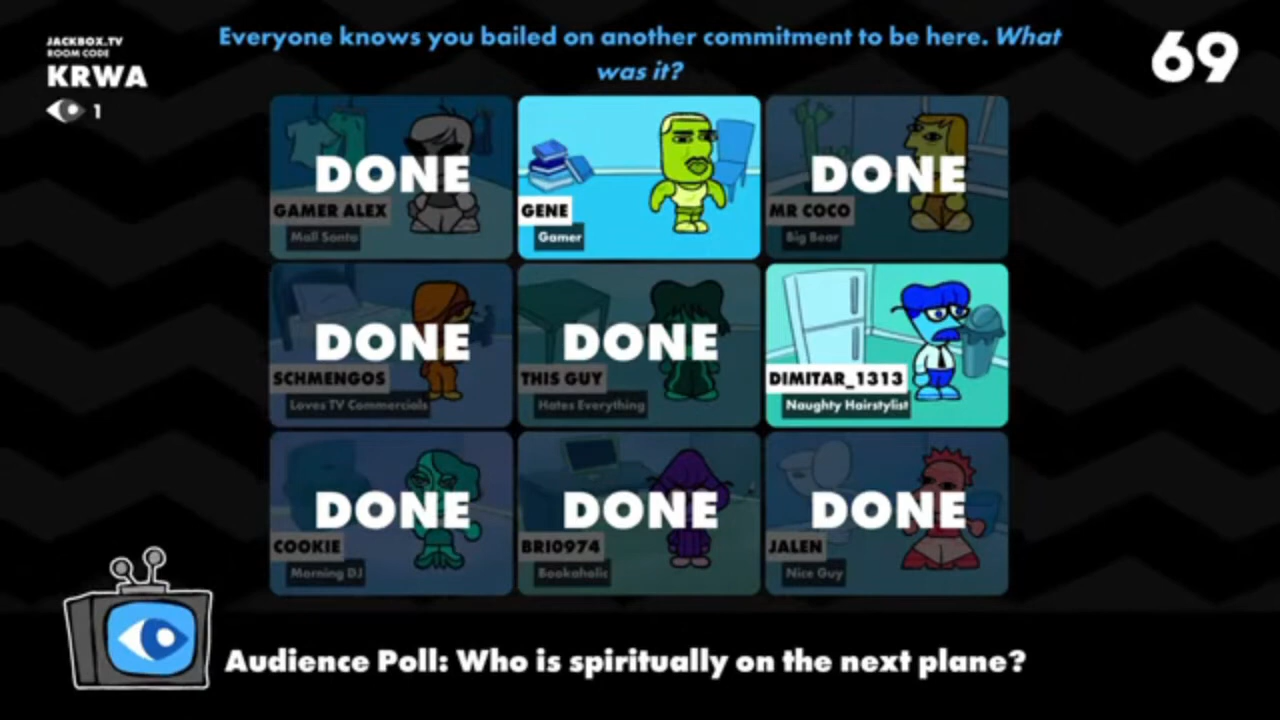 JACKBOX.TV
ROOM CODE
KRWA
1
Everyone knows you bailed on another commitment to be here. What
was it?
69
DONE
GAMER ALEX
Mall Santa
GENE
Gamer
DONE
MR COCO
Big Bear
DONE
SCHMENGOS
Loves TV Commercials
DONE
THIS GUY
Hates Everything
DIMITAR_1313
Naughty Hairstylist
DONE
COOKIE
Morning DJ
DONE
BRI0974
Bookaholic
DONE
JALEN
Nice Guy
Audience Poll: Who is spiritually on the next plane?